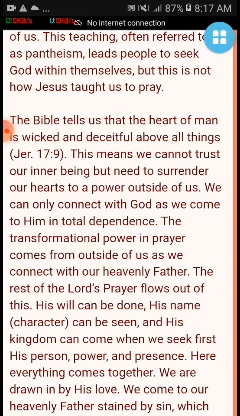 0:0KB/s U:0KB/s No internet connection 87% 8:17 AM
of us. This teaching, often referred
as pantheism, leads people to seek
God within themselves, but this is not
how Jesus taught us to pray.
The Bible tells us that the heart of man
is wicked and deceitful above all things
(Jer. 17:9). This means we cannot trust
our inner being but need to surrender
our hearts to a power outside of us. We
can only connect with God as we come
to Him in total dependence. The
transformational power in prayer
comes from outside of us as we
connect with our heavenly Father. The
rest of the Lord's Prayer flows out of
this. His will can be done, His name
(character) can be seen, and His
kingdom can come when we seek first
His person, power, and presence. Here
everything comes together. We are
drawn in by His love. We come to our
heavenly Father stained by sin, which